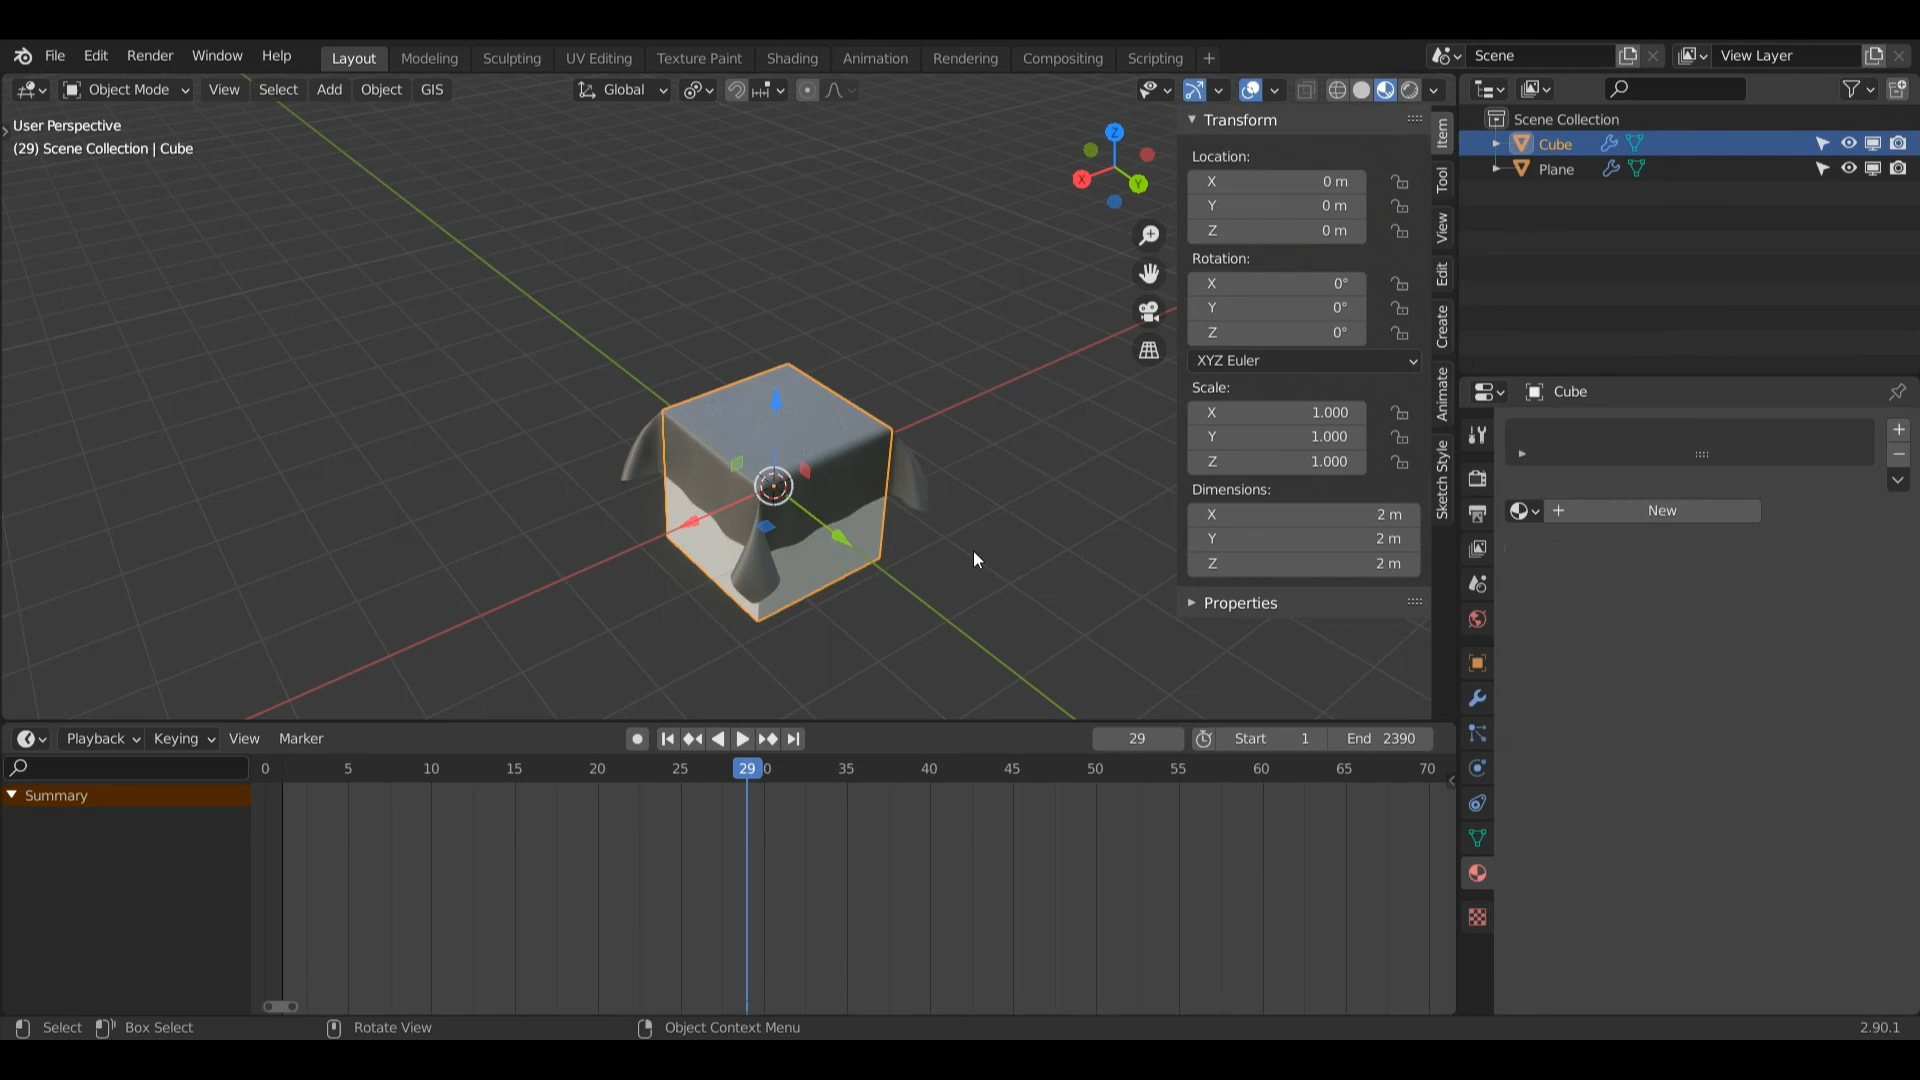 File Edit Render Window Help Layout Modeling Sculpting UV Editing Texture Paint Shading Animation Rendering Compositing Scripting + Scene View Layer
Object Mode View Select Add Object GIS Global
User Perspective
(29) Scene Collection | Cube
Z
X
Y
Transform
Location:
X 0 m
Y 0 m
Z 0 m
Rotation:
X 0°
Y 0°
Z 0°
XYZ Euler
Scale:
X 1.000
Y 1.000
Z 1.000
Dimensions:
X 2 m
Y 2 m
Z 2 m
Properties
Item
Tool
View
Edit
Create
Animate
Sketch Style
Scene Collection
Cube
Plane
Cube
New
Playback Keying View Marker 29 Start 1 End 2390
0 5 10 15 20 25 29 0 35 40 45 50 55 60 65 70
Summary
Select Box Select Rotate View Object Context Menu 2.90.1